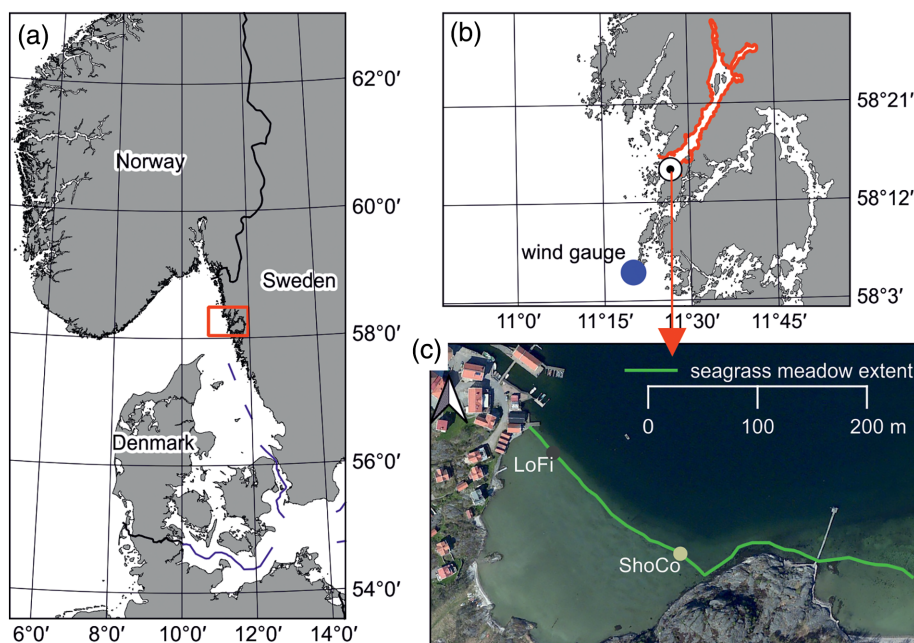 (a)
62°0′
Norway
60°0′
Sweden
58°0′
Denmark
56°0′
54°0′
6°0′ 8°0′ 10°0′ 12°0′ 14°0′
(b)
58°21′
58°12′
wind gauge
58°3′
11°0′ 11°15′ 11°30′ 11°45′
(c)
seagrass meadow extent
0 100 200 m
LoFi
ShoCo